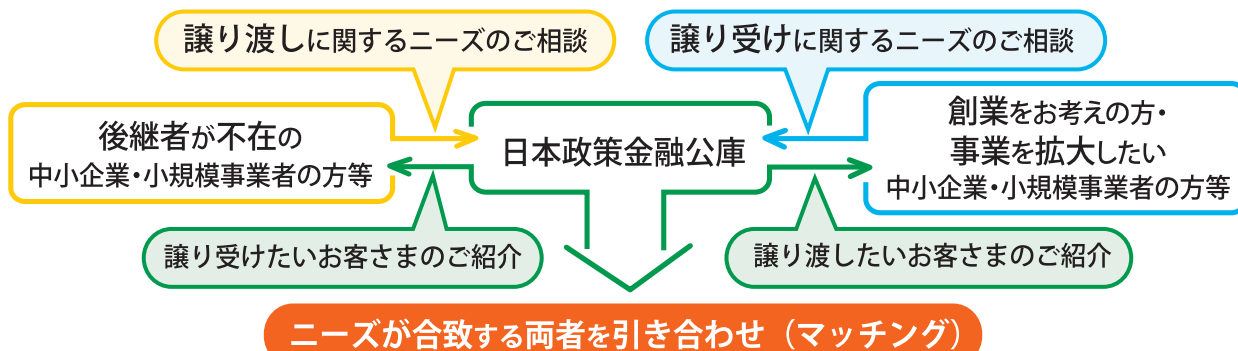 譲り渡しに関するニーズのご相談
譲り受けに関するニーズのご相談
後継者が不在の
中小企業・小規模事業者の方等
日本政策金融公庫
創業をお考えの方・
事業を拡大したい
中小企業・小規模事業者の方等
譲り受けたいお客さまのご紹介
譲り渡したいお客さまのご紹介
ニーズが合致する両者を引き合わせ（マッチング）